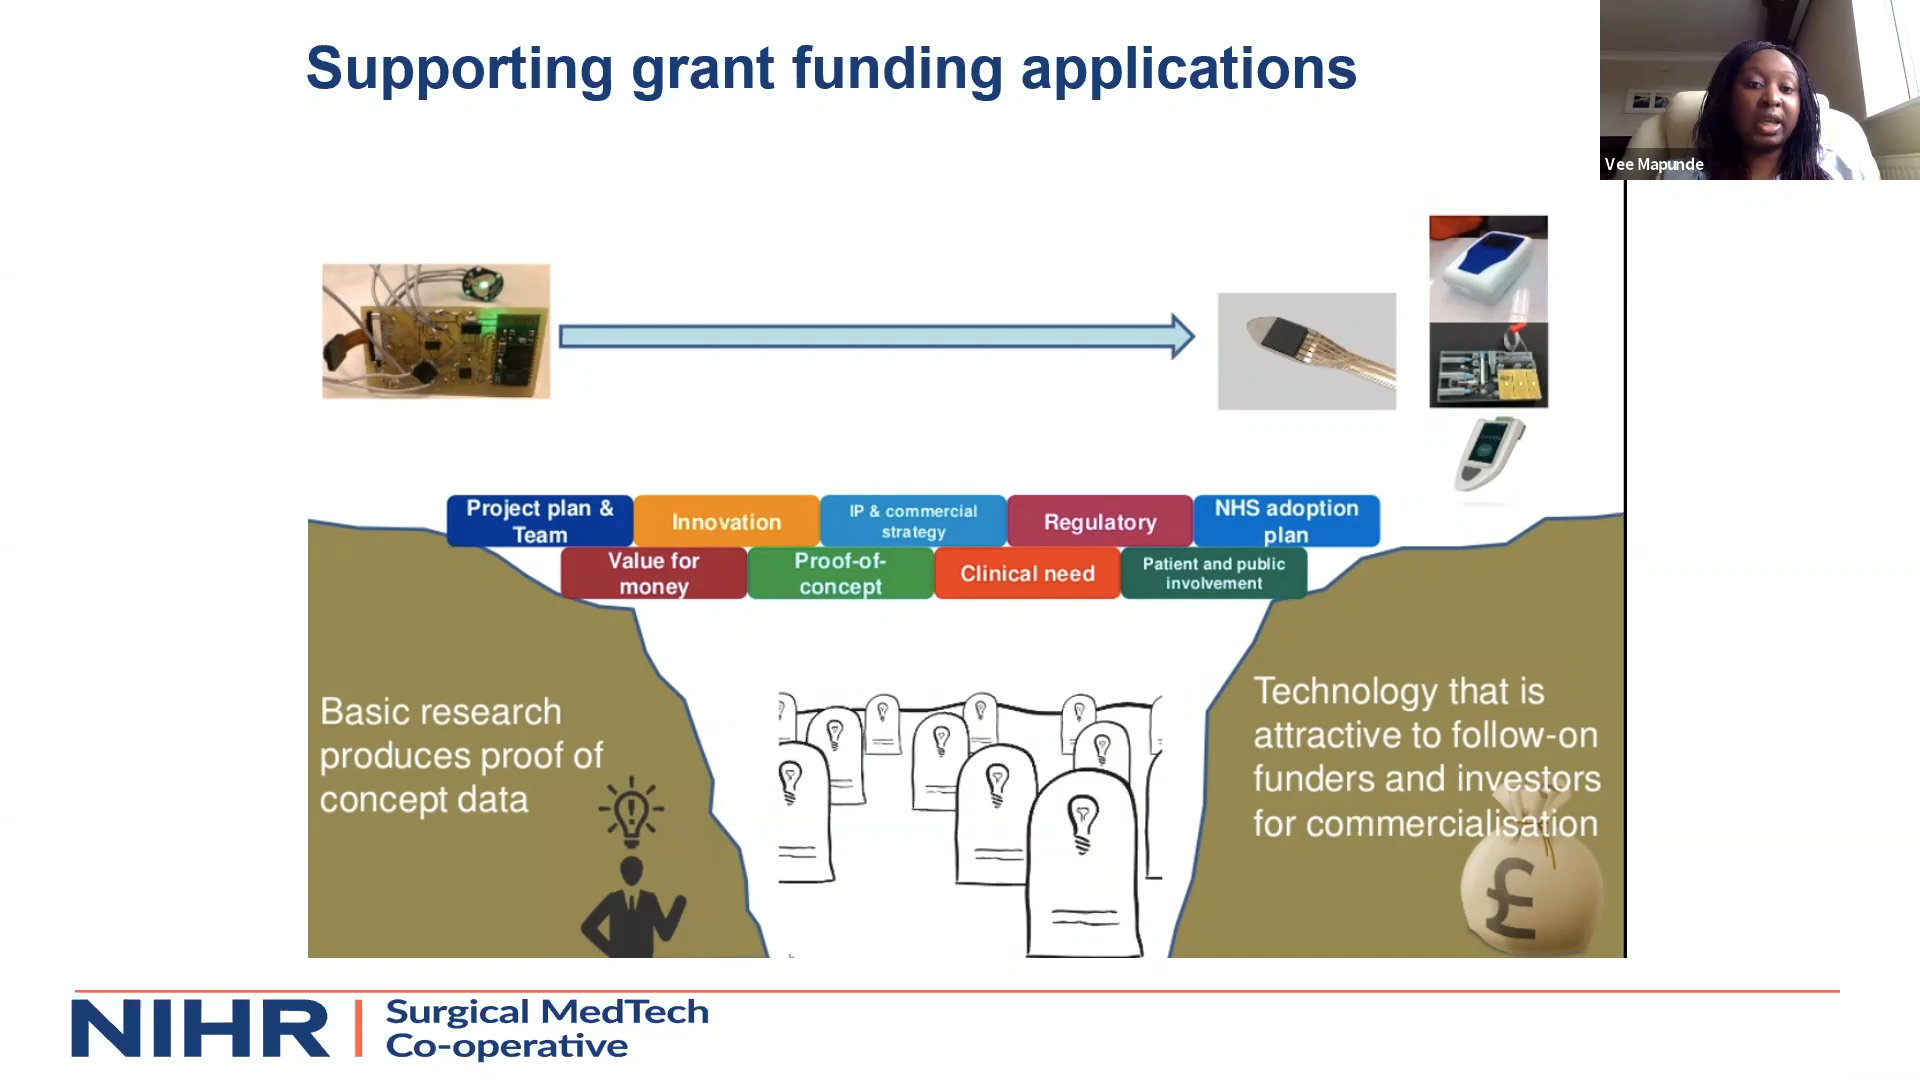 Supporting grant funding applications
Vee Mapunde
Project plan &
Team
Innovation
IP & commercial
strategy
Regulatory
NHS adoption
plan
Value for
money
Proof-of-
concept
Clinical need
Patient and public
involvement
Basic research
produces proof of
concept data
Technology that is
attractive to follow-on
funders and investors
for commercialisation
£
NIHR
Surgical MedTech
Co-operative